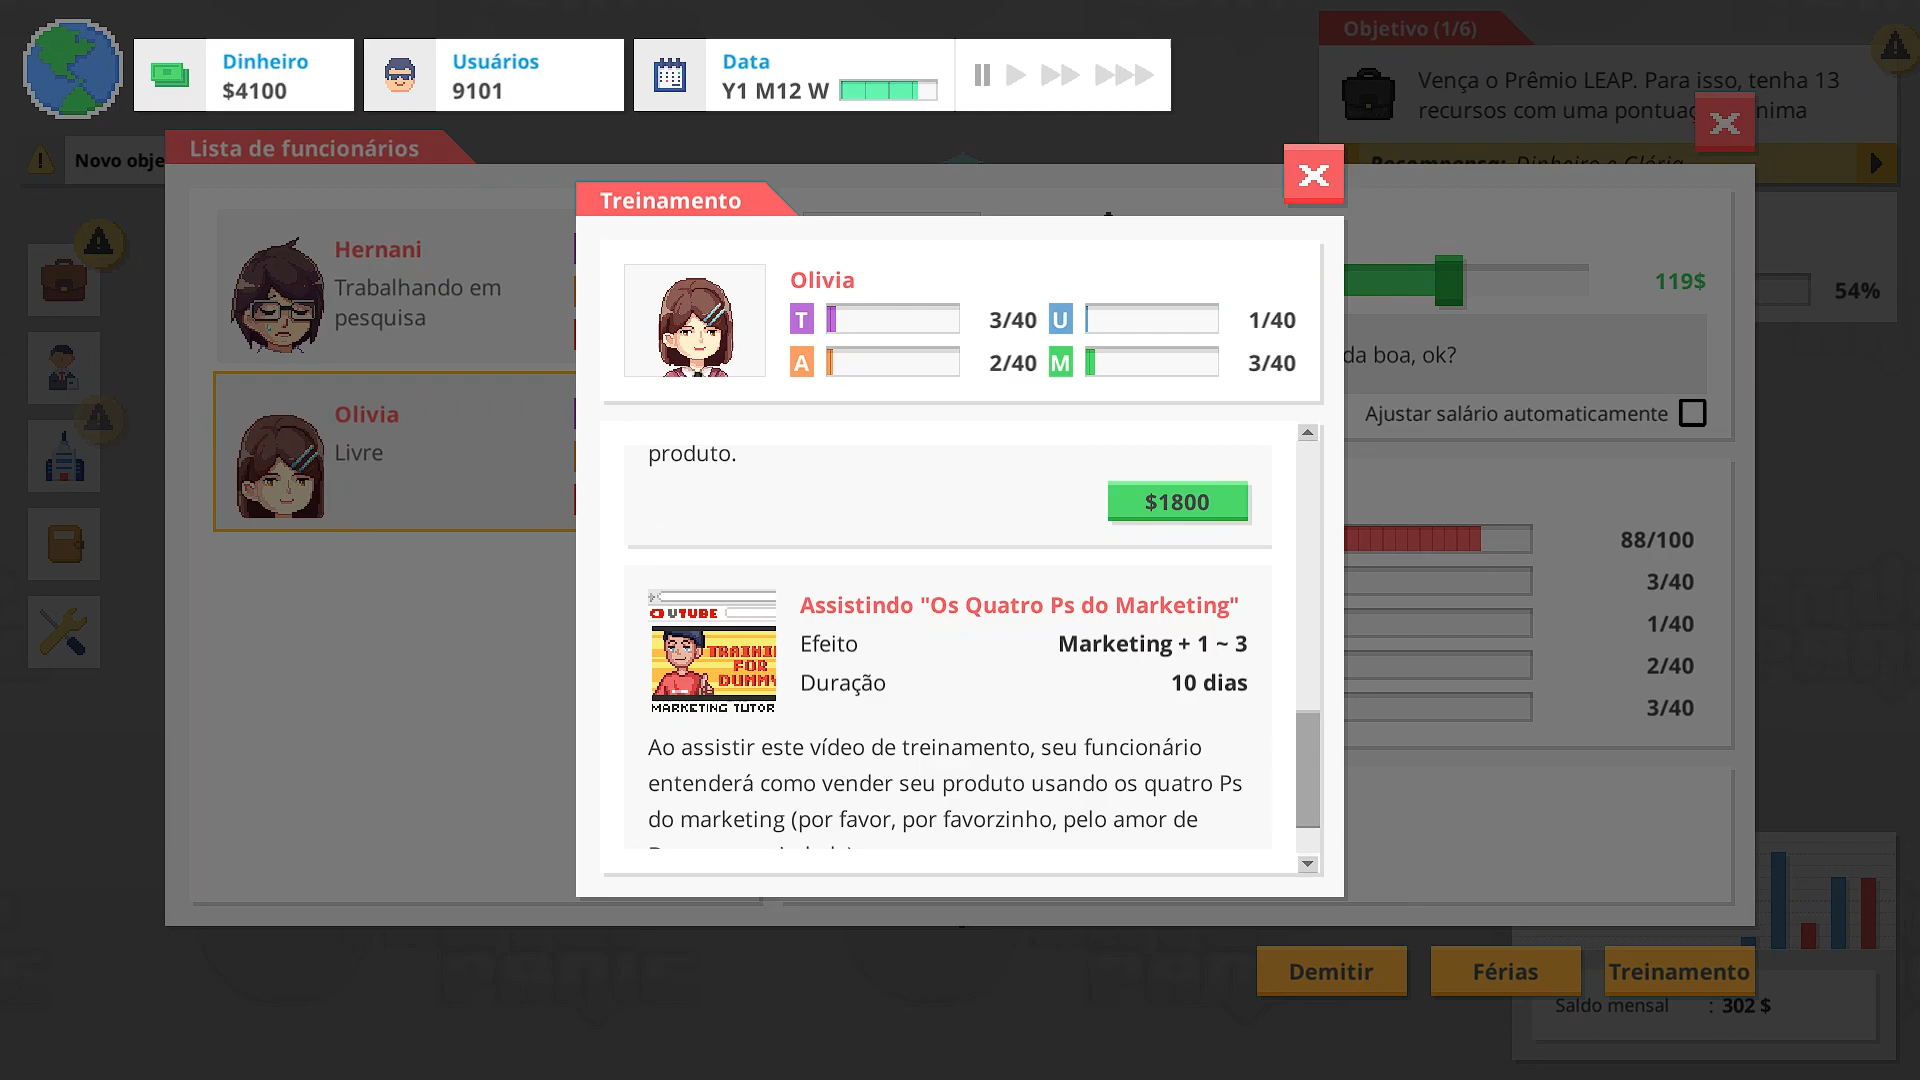 Dinheiro
$4100
Usuários
9101
Data
Y1 M12 W
Objetivo (1/6)
Vença o Prêmio LEAP. Para isso, tenha 13
recursos com uma
Recompensa: Dinheiro e Glória
Novo obje
Lista de funcionários
Hernani
Trabalhando em
pesquisa
Olivia
Livre
Treinamento
Olivia
T 3/40 U 1/40
A 2/40 M 3/40
produto.
$1800
UTUBE
FOR
MARKETING TUTOR
Assistindo "Os Quatro Ps do Marketing"
Efeito Marketing + 1 ~ 3
Duração 10 dias
Ao assistir este vídeo de treinamento, seu funcionário
entenderá como vender seu produto usando os quatro Ps
do marketing (por favor, por favorzinho, pelo amor de
119$
54%
da boa, ok?
Ajustar salário automaticamente
88/100
3/40
1/40
2/40
3/40
Demitir
Férias
Treinamento
Saldo mensal : 302 $